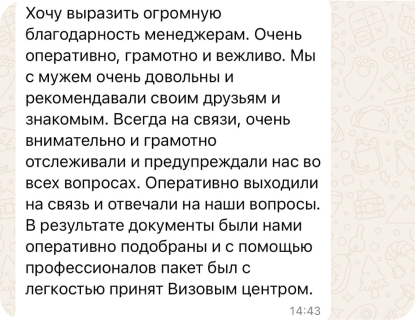 Хочу выразить огромную
благодарность менеджерам. Очень
оперативно, грамотно и вежливо. Мы
с мужем очень довольны и
рекомендавали своим друзьям и
знакомым. Всегда на связи, очень
внимательно и грамотно
отслеживали и предупреждали нас во
всех вопросах. Оперативно выходили
на связь и отвечали на наши вопросы.
В результате документы были нами
оперативно подобраны и с помощью
профессионалов пакет был с
легкостью принят Визовым центром.
14:43